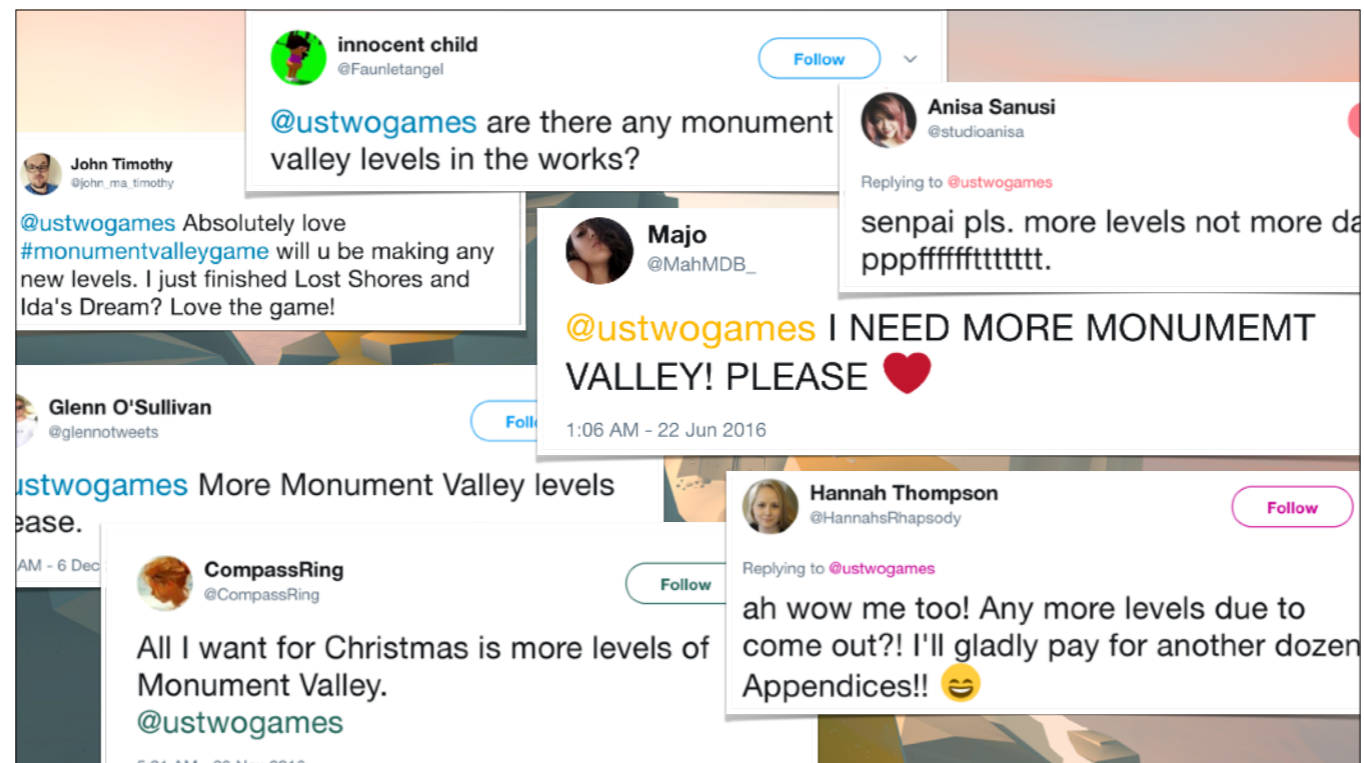 innocent child
@Faunletangel
Follow
@ustwogames are there any monument
valley levels in the works?
Anisa Sanusi
@studioanisa
Replying to @ustwogames
senpai pls. more levels not more da
pppfffffffttttttt.
John Timothy
@john_ma_timothy
@ustwogames Absolutely love
#monumentvalleygame will u be making any
new levels. I just finished Lost Shores and
Ida's Dream? Love the game!
Majo
@MahMDB_
@ustwogames I NEED MORE MONUMEMT
VALLEY! PLEASE ❤
1:06 AM - 22 Jun 2016
Glenn O'Sullivan
@glennotweets
Foll
ustwogames More Monument Valley levels
ease.
AM - 6 Dec
Hannah Thompson
@HannahsRhapsody
Follow
Replying to @ustwogames
ah wow me too! Any more levels due to
come out?! I'll gladly pay for another dozen
Appendices!! 😄
CompassRing
@CompassRing
Follow
All I want for Christmas is more levels of
Monument Valley.
@ustwogames